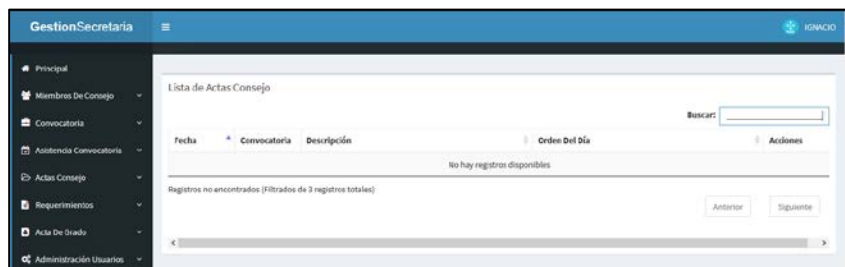 GestionSecretaria
IGNACIO
Principal
Miembros De Consejo
Convocatoria
Asistencia Convocatoria
Actas Consejo
Requerimientos
Acta De Grado
Administración Usuarios
Lista de Actas Consejo
Buscar:
Fecha Convocatoria Descripción Orden Del Día Acciones
No hay registros disponibles
Registros no encontrados (Filtrados de 3 registros totales)
Anterior Siguiente